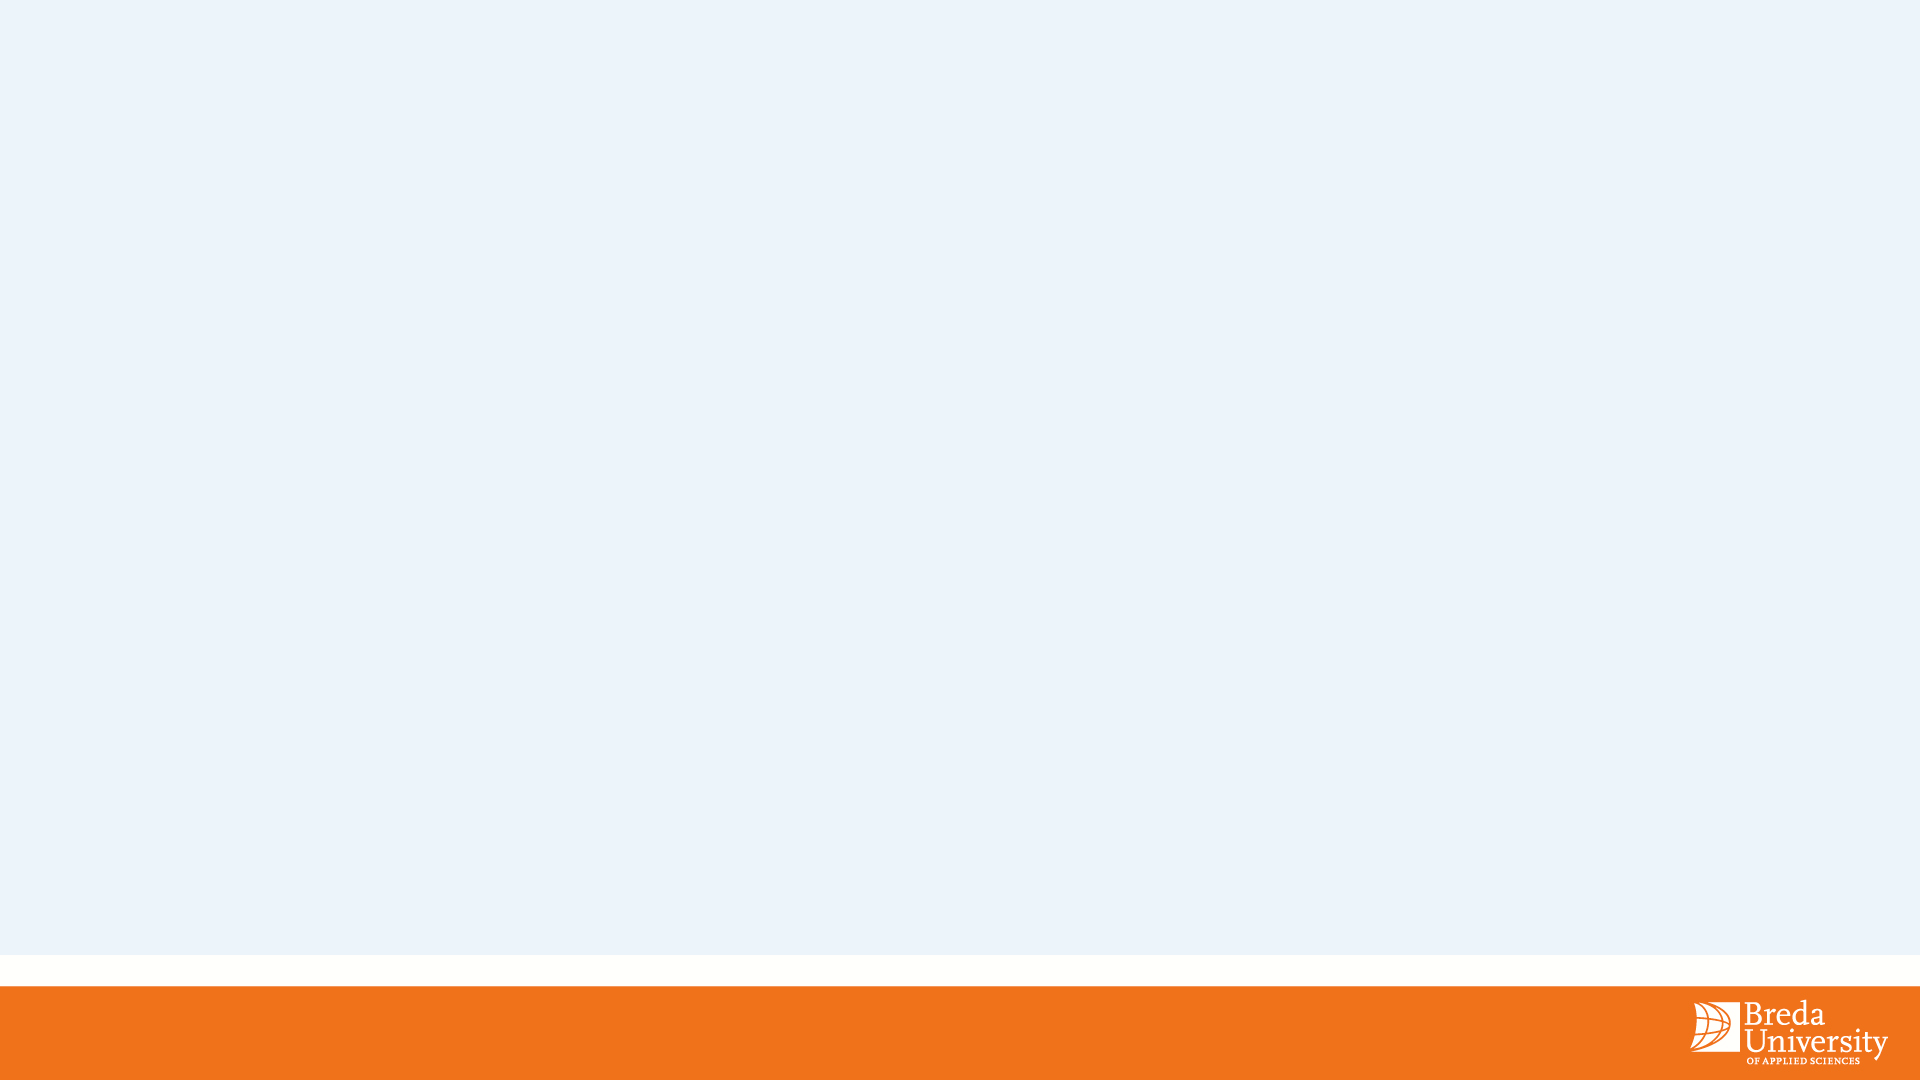 Breda
University
OF APPLIED SCIENCES